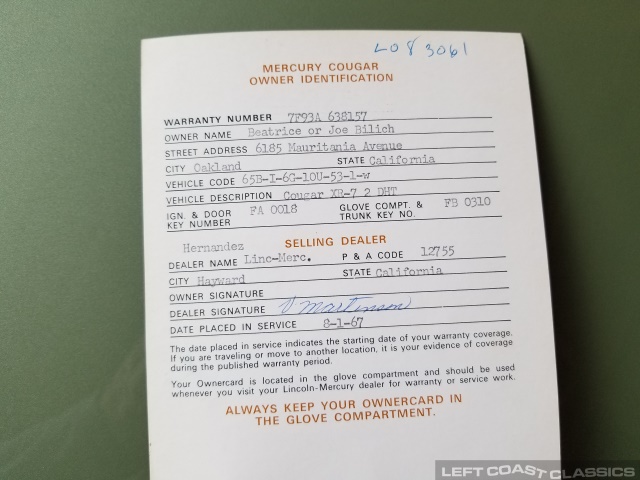 LO8 3061
MERCURY COUGAR
OWNER IDENTIFICATION
WARRANTY NUMBER 7F93A 638157
OWNER NAME Beatrice or Joe Bilich
STREET ADDRESS 6185 Mauritania Avenue
CITY Oakland STATE California
VEHICLE CODE 65B-I-6G-10U-53-1-W
VEHICLE DESCRIPTION Cougar XR-7 2 DHT
IGN. & DOOR KEY NUMBER FA 0018 GLOVE COMPT. & TRUNK KEY NO. FB 0310
SELLING DEALER
DEALER NAME Hernandez Linc-Merc. P & A CODE 12755
CITY Hayward STATE California
OWNER SIGNATURE
DEALER SIGNATURE V Martinson
DATE PLACED IN SERVICE 8-1-67
The date placed in service indicates the starting date of your warranty coverage.
If you are traveling or move to another location, it is your evidence of coverage
during the published warranty period.
Your Ownercard is located in the glove compartment and should be used
whenever you visit your Lincoln-Mercury dealer for warranty or service work.
ALWAYS KEEP YOUR OWNERCARD IN
THE GLOVE COMPARTMENT.
LEFT COAST CLASSICS